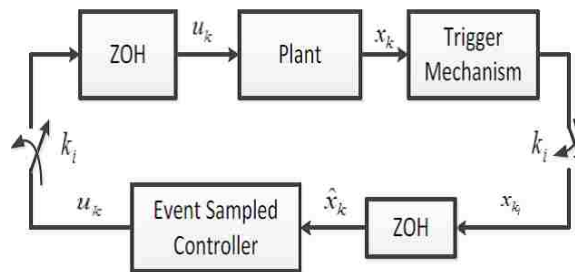 u_k
x_k
ZOH
Plant
Trigger
Mechanism
k_i
k_i
u_k
Event Sampled
Controller
x̂_k
ZOH
x_{k_i}